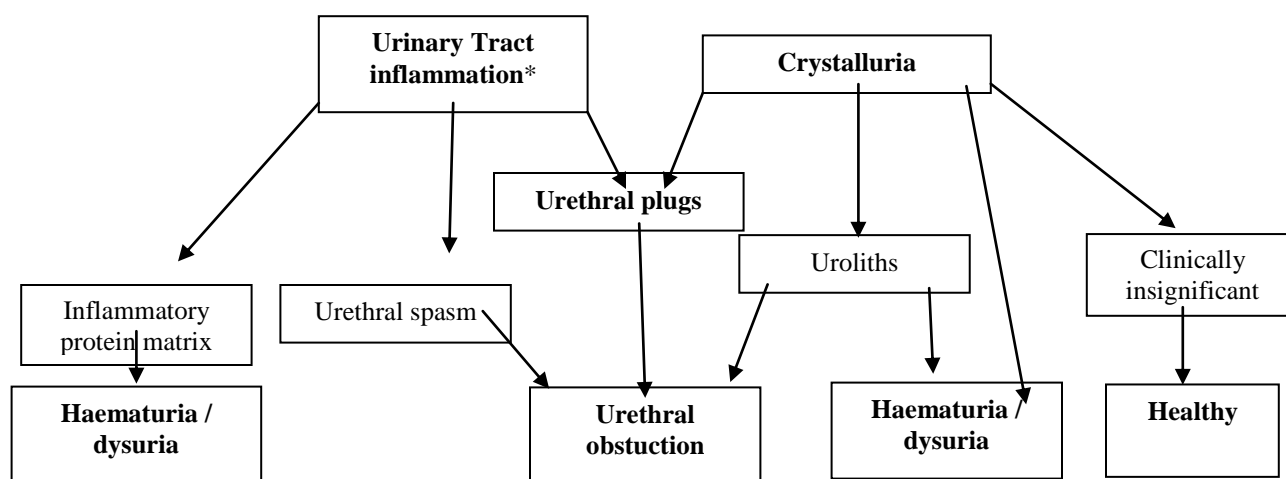 Urinary Tract
inflammation*
Crystalluria
Urethral plugs
Uroliths
Clinically
insignificant
Inflammatory
protein matrix
Urethral spasm
Haematuria /
dysuria
Urethral
obstuction
Haematuria /
dysuria
Healthy